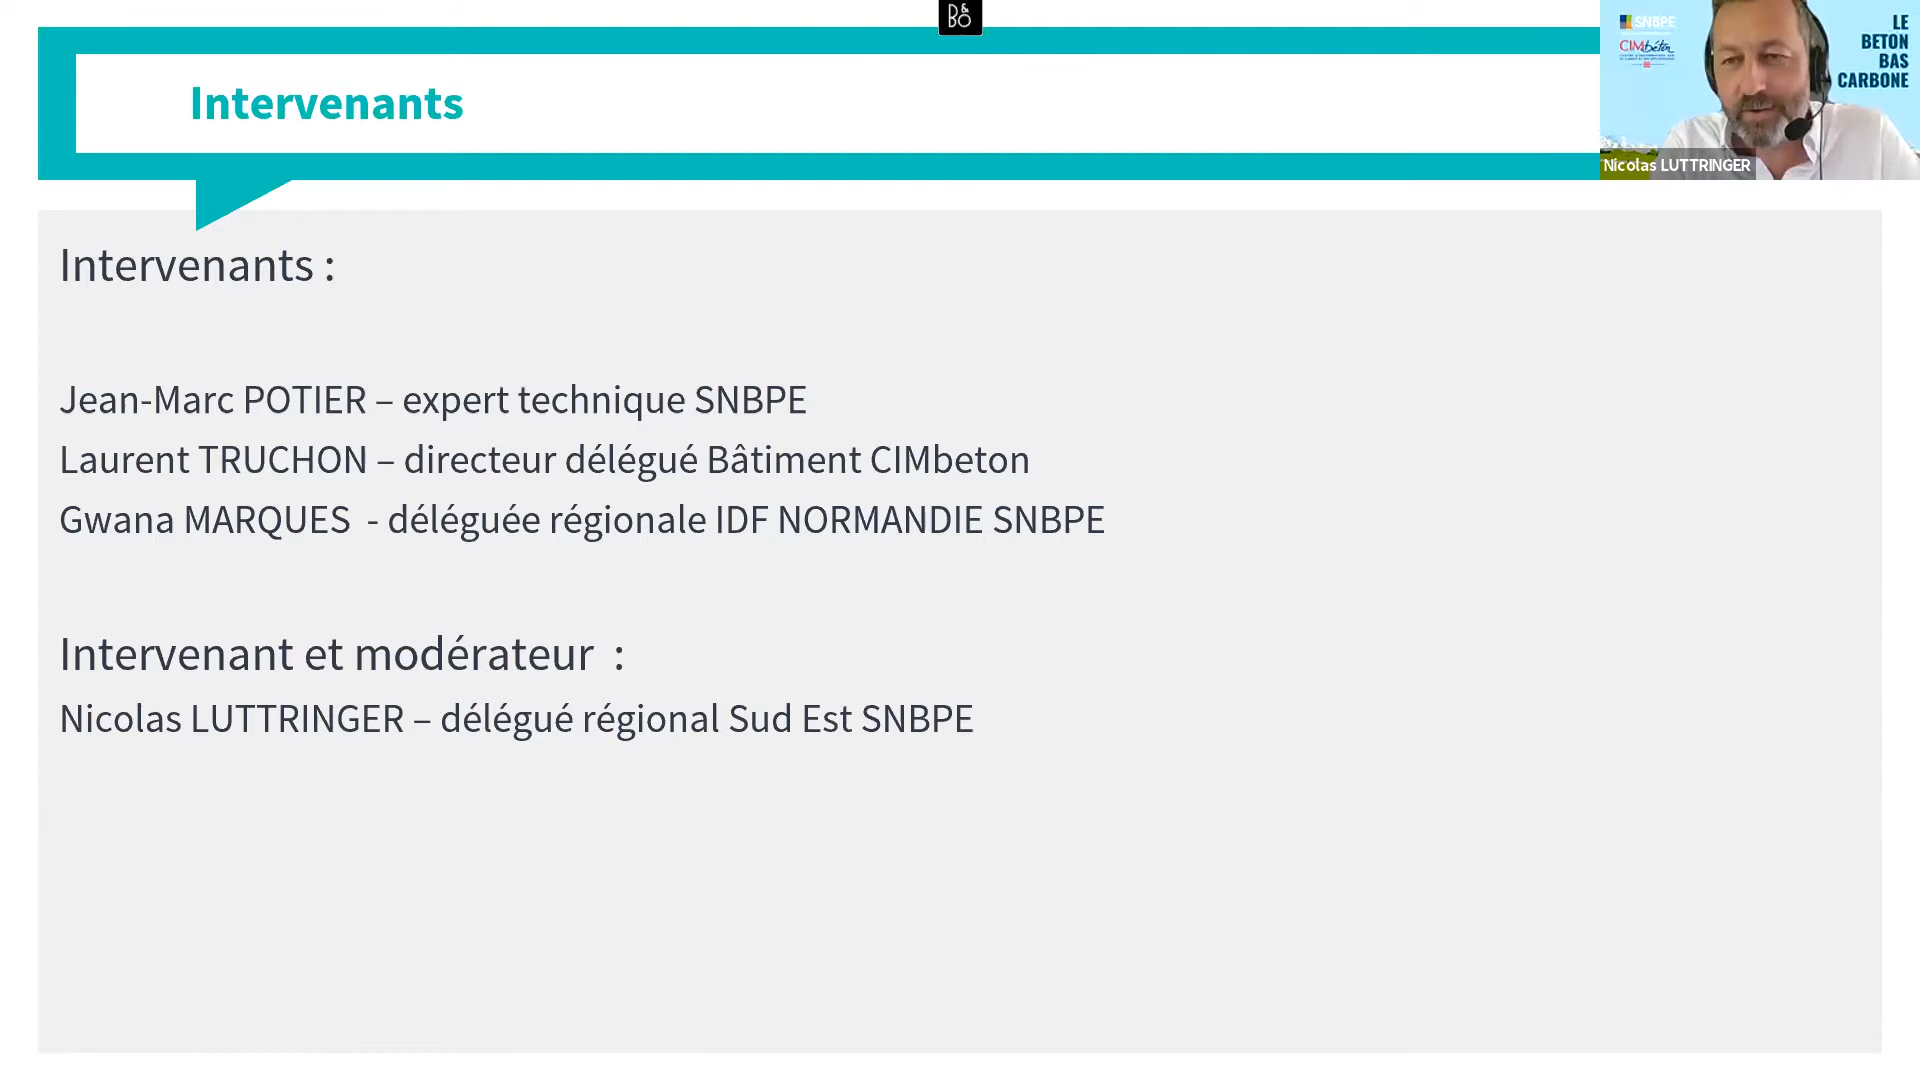 B&O
Intervenants
SNBPE
CIMbéton
LE
BETON
BAS
CARBONE
Nicolas LUTTRINGER
Intervenants :
Jean-Marc POTIER – expert technique SNBPE
Laurent TRUCHON – directeur délégué Bâtiment CIMbeton
Gwana MARQUES  - déléguée régionale IDF NORMANDIE SNBPE
Intervenant et modérateur  :
Nicolas LUTTRINGER – délégué régional Sud Est SNBPE